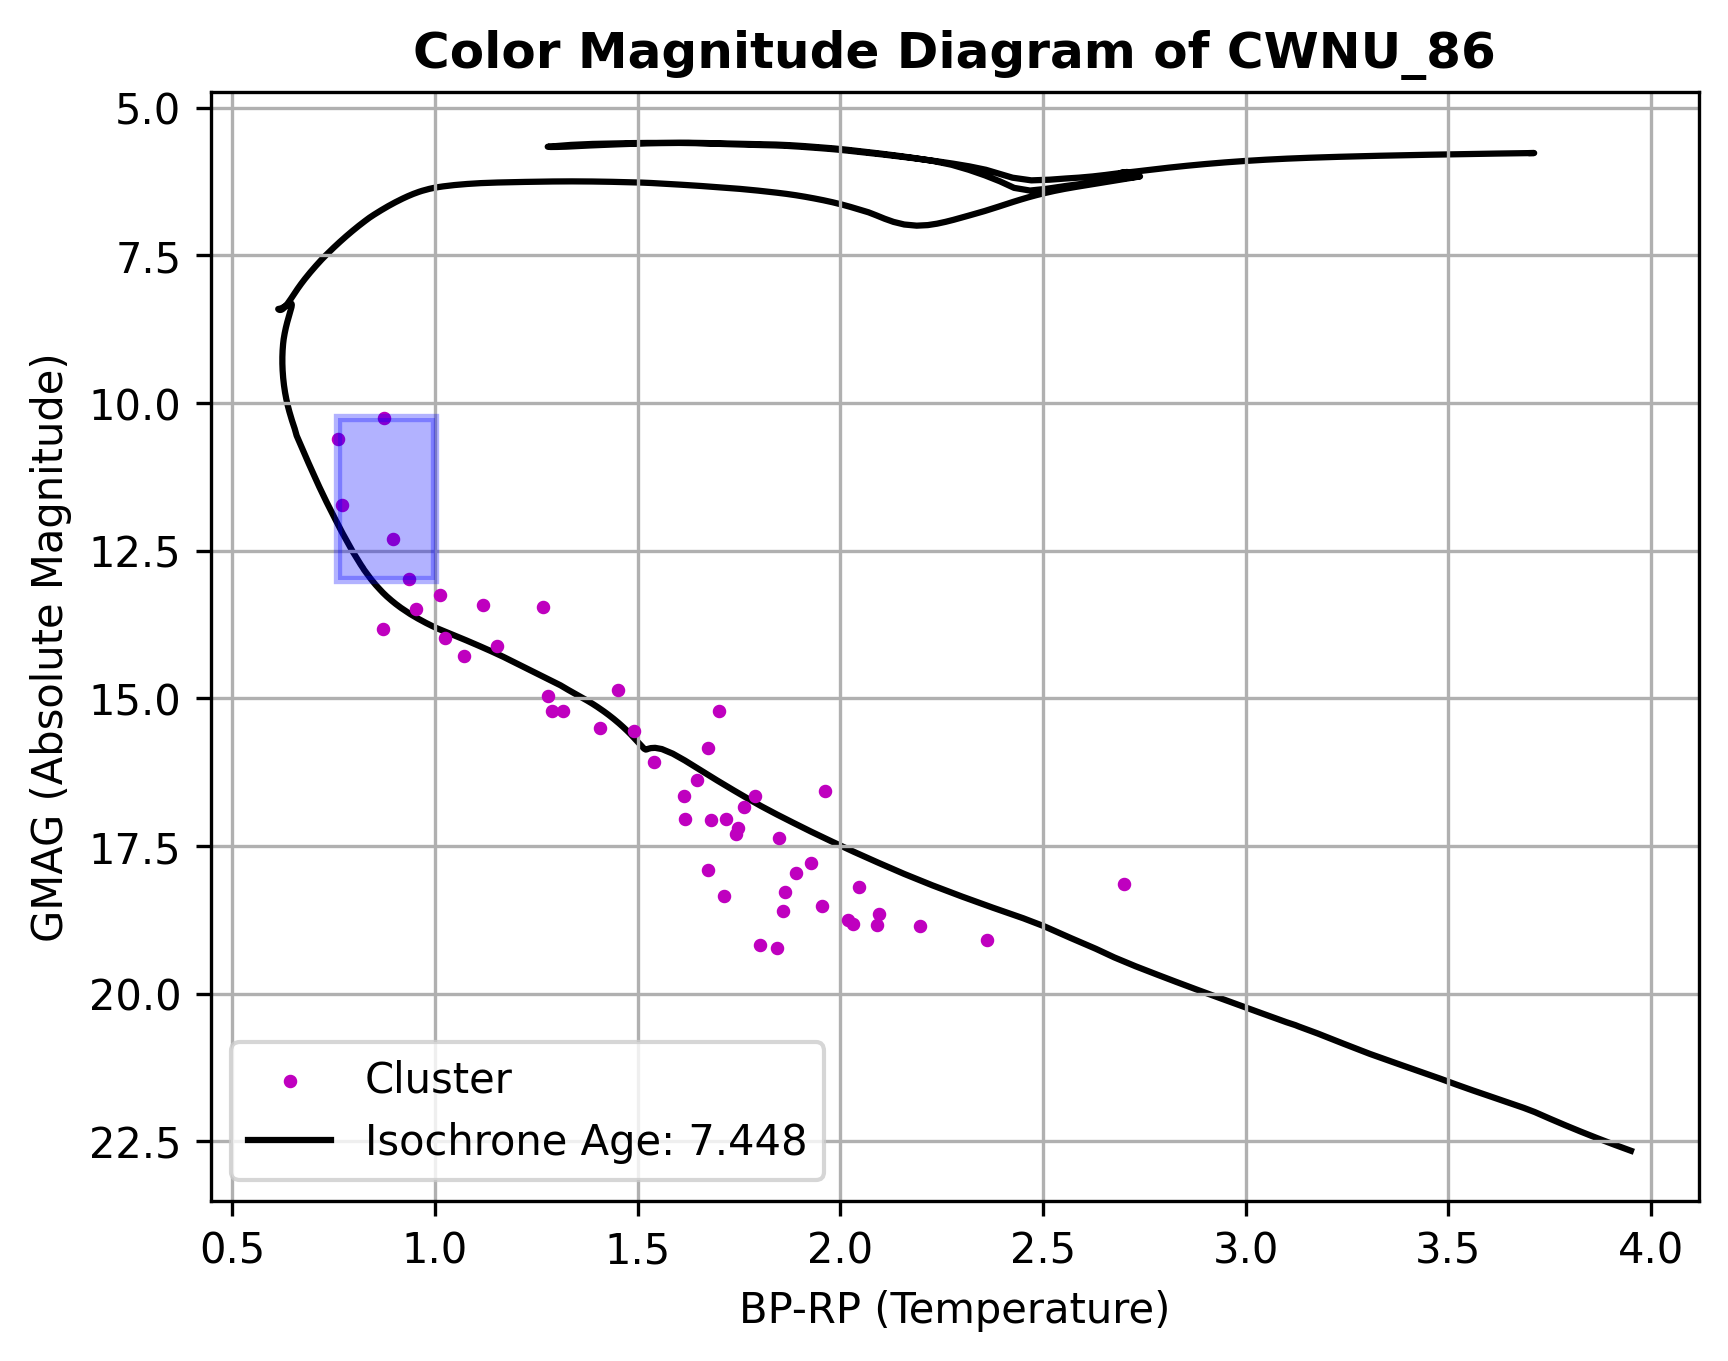 Color Magnitude Diagram of CWNU_86
GMAG (Absolute Magnitude)
5.0
7.5
10.0
12.5
15.0
17.5
20.0
22.5
Cluster
Isochrone Age: 7.448
0.5 1.0 1.5 2.0 2.5 3.0 3.5 4.0
BP-RP (Temperature)